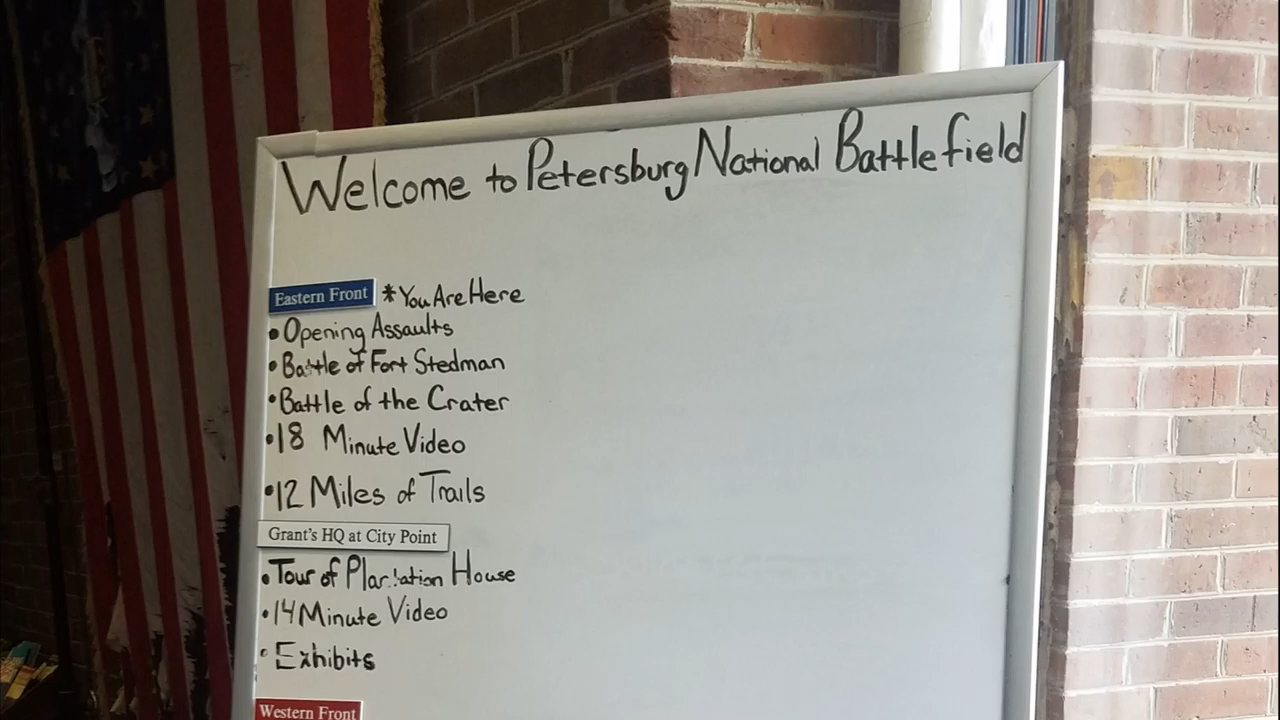 Welcome to Petersburg National Battlefield
Eastern Front *You Are Here
•Opening Assaults
•Battle of Fort Stedman
•Battle of the Crater
•18 Minute Video
•12 Miles of Trails
Grant's HQ at City Point
•Tour of Plantation House
•14 Minute Video
•Exhibits
Western Front